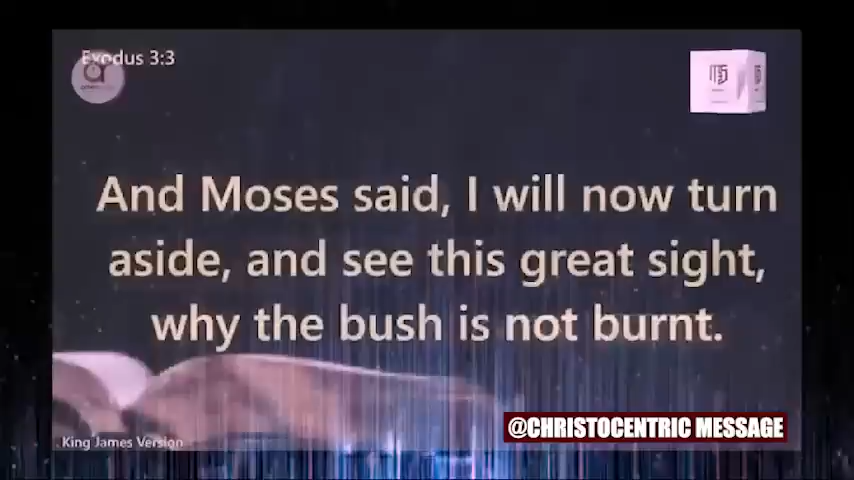 Exodus 3:3
And Moses said, I will now turn
aside, and see this great sight,
why the bush is not burnt.
@CHRISTOCENTRIC MESSAGE
King James Version